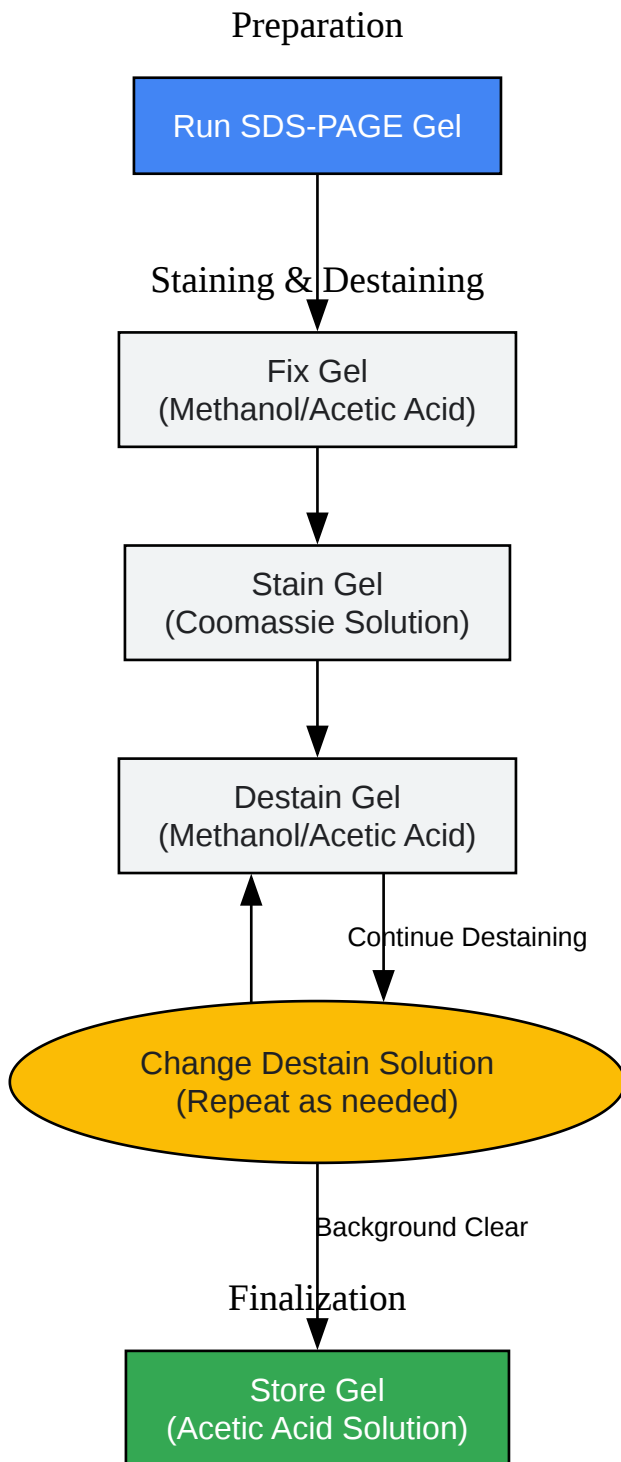 Preparation
Run SDS-PAGE Gel
Staining & Destaining
Fix Gel
(Methanol/Acetic Acid)
Stain Gel
(Coomassie Solution)
Destain Gel
(Methanol/Acetic Acid)
Continue Destaining
Change Destain Solution
(Repeat as needed)
Background Clear
Finalization
Store Gel
(Acetic Acid Solution)